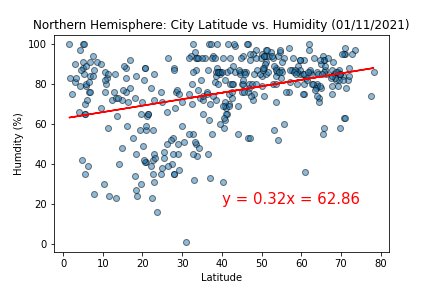 Northern Hemisphere: City Latitude vs. Humidity (01/11/2021)
100
80
60
40
20
0
Humdity (%)
y = 0.32x = 62.86
0 10 20 30 40 50 60 70 80
Latitude